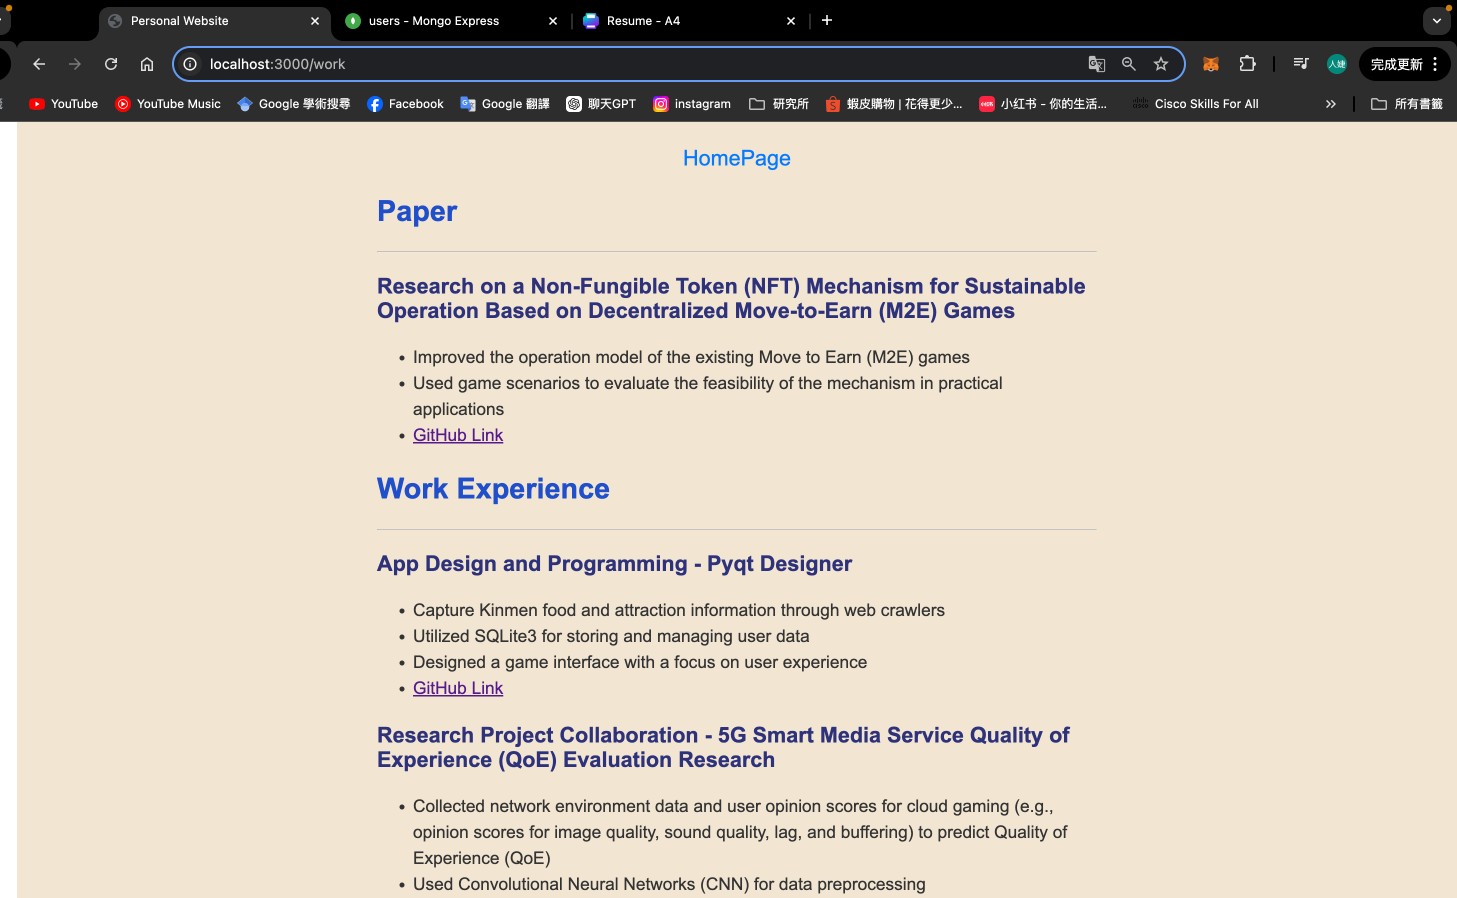 Personal Website
users - Mongo Express
Resume - A4
localhost:3000/work
完成更新
YouTube
YouTube Music
Google 學術搜尋
Facebook
Google 翻譯
聊天GPT
instagram
研究所
蝦皮購物 | 花得更少...
小红书 - 你的生活...
Cisco Skills For All
所有書籤
HomePage
Paper
Research on a Non-Fungible Token (NFT) Mechanism for Sustainable
Operation Based on Decentralized Move-to-Earn (M2E) Games
Improved the operation model of the existing Move to Earn (M2E) games
Used game scenarios to evaluate the feasibility of the mechanism in practical
applications
GitHub Link
Work Experience
App Design and Programming - Pyqt Designer
Capture Kinmen food and attraction information through web crawlers
Utilized SQLite3 for storing and managing user data
Designed a game interface with a focus on user experience
GitHub Link
Research Project Collaboration - 5G Smart Media Service Quality of
Experience (QoE) Evaluation Research
Collected network environment data and user opinion scores for cloud gaming (e.g.,
opinion scores for image quality, sound quality, lag, and buffering) to predict Quality of
Experience (QoE)
Used Convolutional Neural Networks (CNN) for data preprocessing